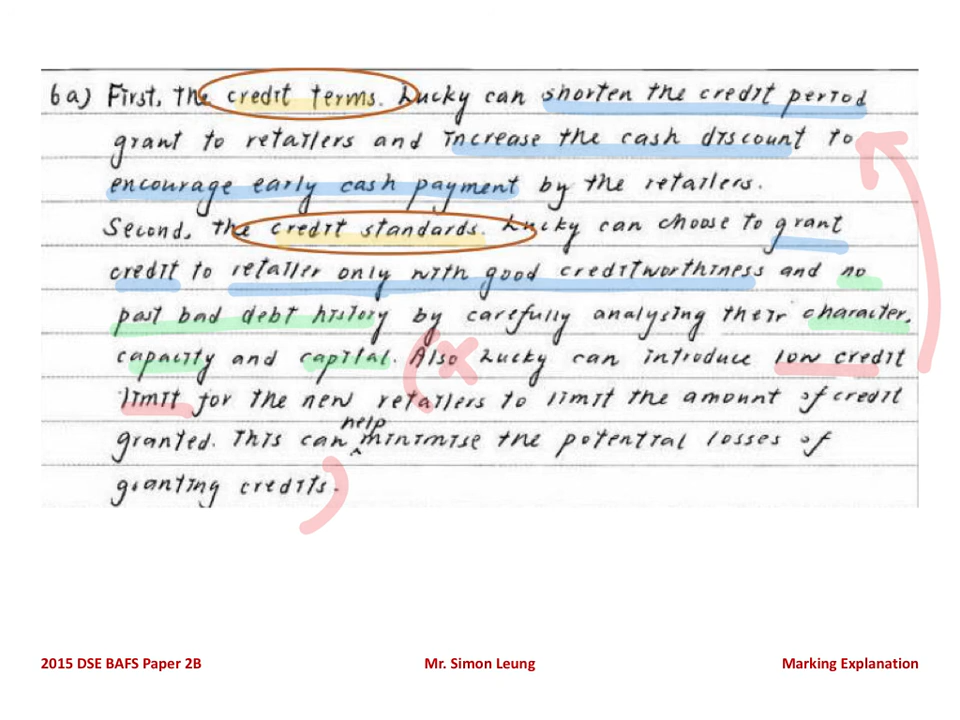 6a) First, the credit terms. Lucky can shorten the credit period
grant to retailers and increase the cash discount to
encourage early cash payment by the retailers.
Second, the credit standards. Lucky can choose to grant
credit to retailer only with good creditworthiness and no
past bad debt history by carefully analysing their character,
capacity and capital. Also Lucky can introduce low credit
limit for the new retailers to limit the amount of credit
help
granted. This can ^ minimise the potential losses of
granting credits.
2015 DSE BAFS Paper 2B Mr. Simon Leung Marking Explanation